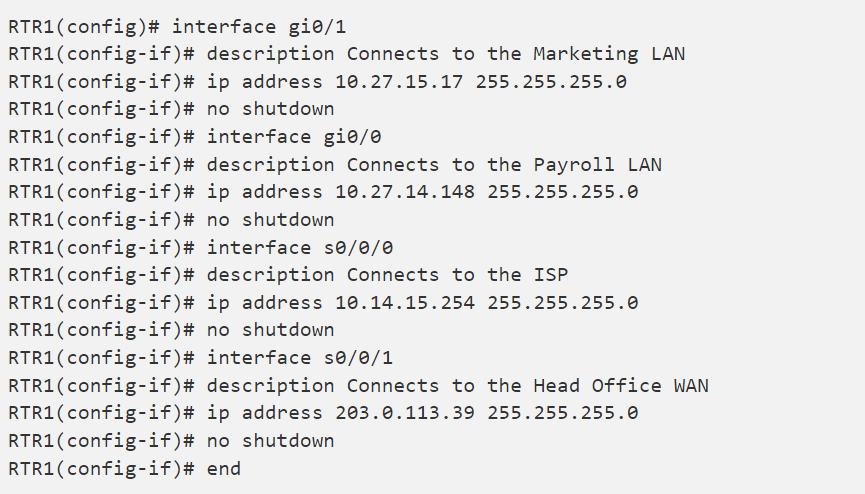 RTR1(config)# interface gi0/1
RTR1(config-if)# description Connects to the Marketing LAN
RTR1(config-if)# ip address 10.27.15.17 255.255.255.0
RTR1(config-if)# no shutdown
RTR1(config-if)# interface gi0/0
RTR1(config-if)# description Connects to the Payroll LAN
RTR1(config-if)# ip address 10.27.14.148 255.255.255.0
RTR1(config-if)# no shutdown
RTR1(config-if)# interface s0/0/0
RTR1(config-if)# description Connects to the ISP
RTR1(config-if)# ip address 10.14.15.254 255.255.255.0
RTR1(config-if)# no shutdown
RTR1(config-if)# interface s0/0/1
RTR1(config-if)# description Connects to the Head Office WAN
RTR1(config-if)# ip address 203.0.113.39 255.255.255.0
RTR1(config-if)# no shutdown
RTR1(config-if)# end